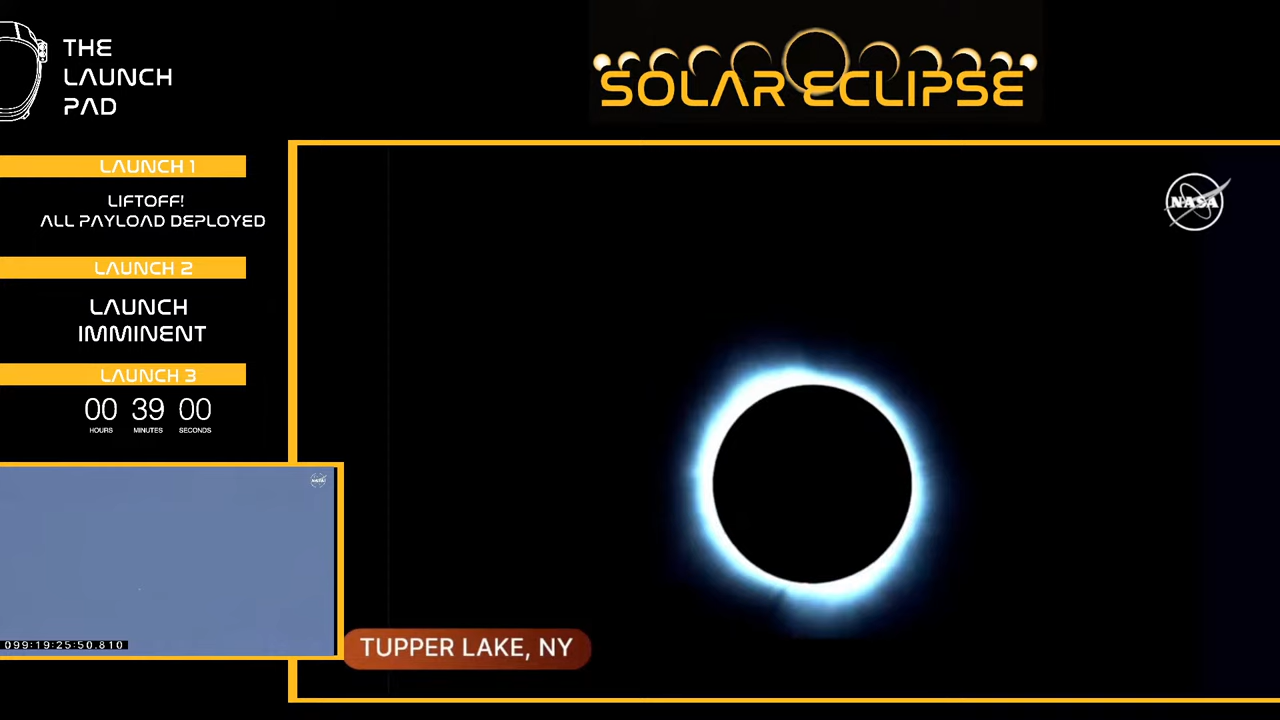 THE
LAUNCH
PAD
SOLAR ECLIPSE
LAUNCH 1
LIFTOFF!
ALL PAYLOAD DEPLOYED
LAUNCH 2
LAUNCH
IMMINENT
LAUNCH 3
00 39 00
HOURS MINUTES SECONDS
NASA
NASA
099:19:25:50.810
TUPPER LAKE, NY